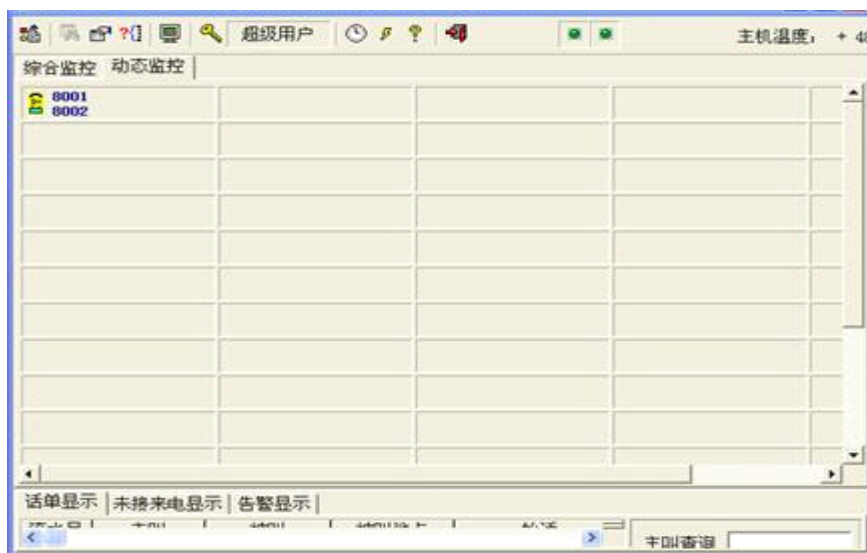 超级用户 主机温度: + 48
综合监控 动态监控
8001
8002
话单显示 未接来电显示 告警显示
主叫查询